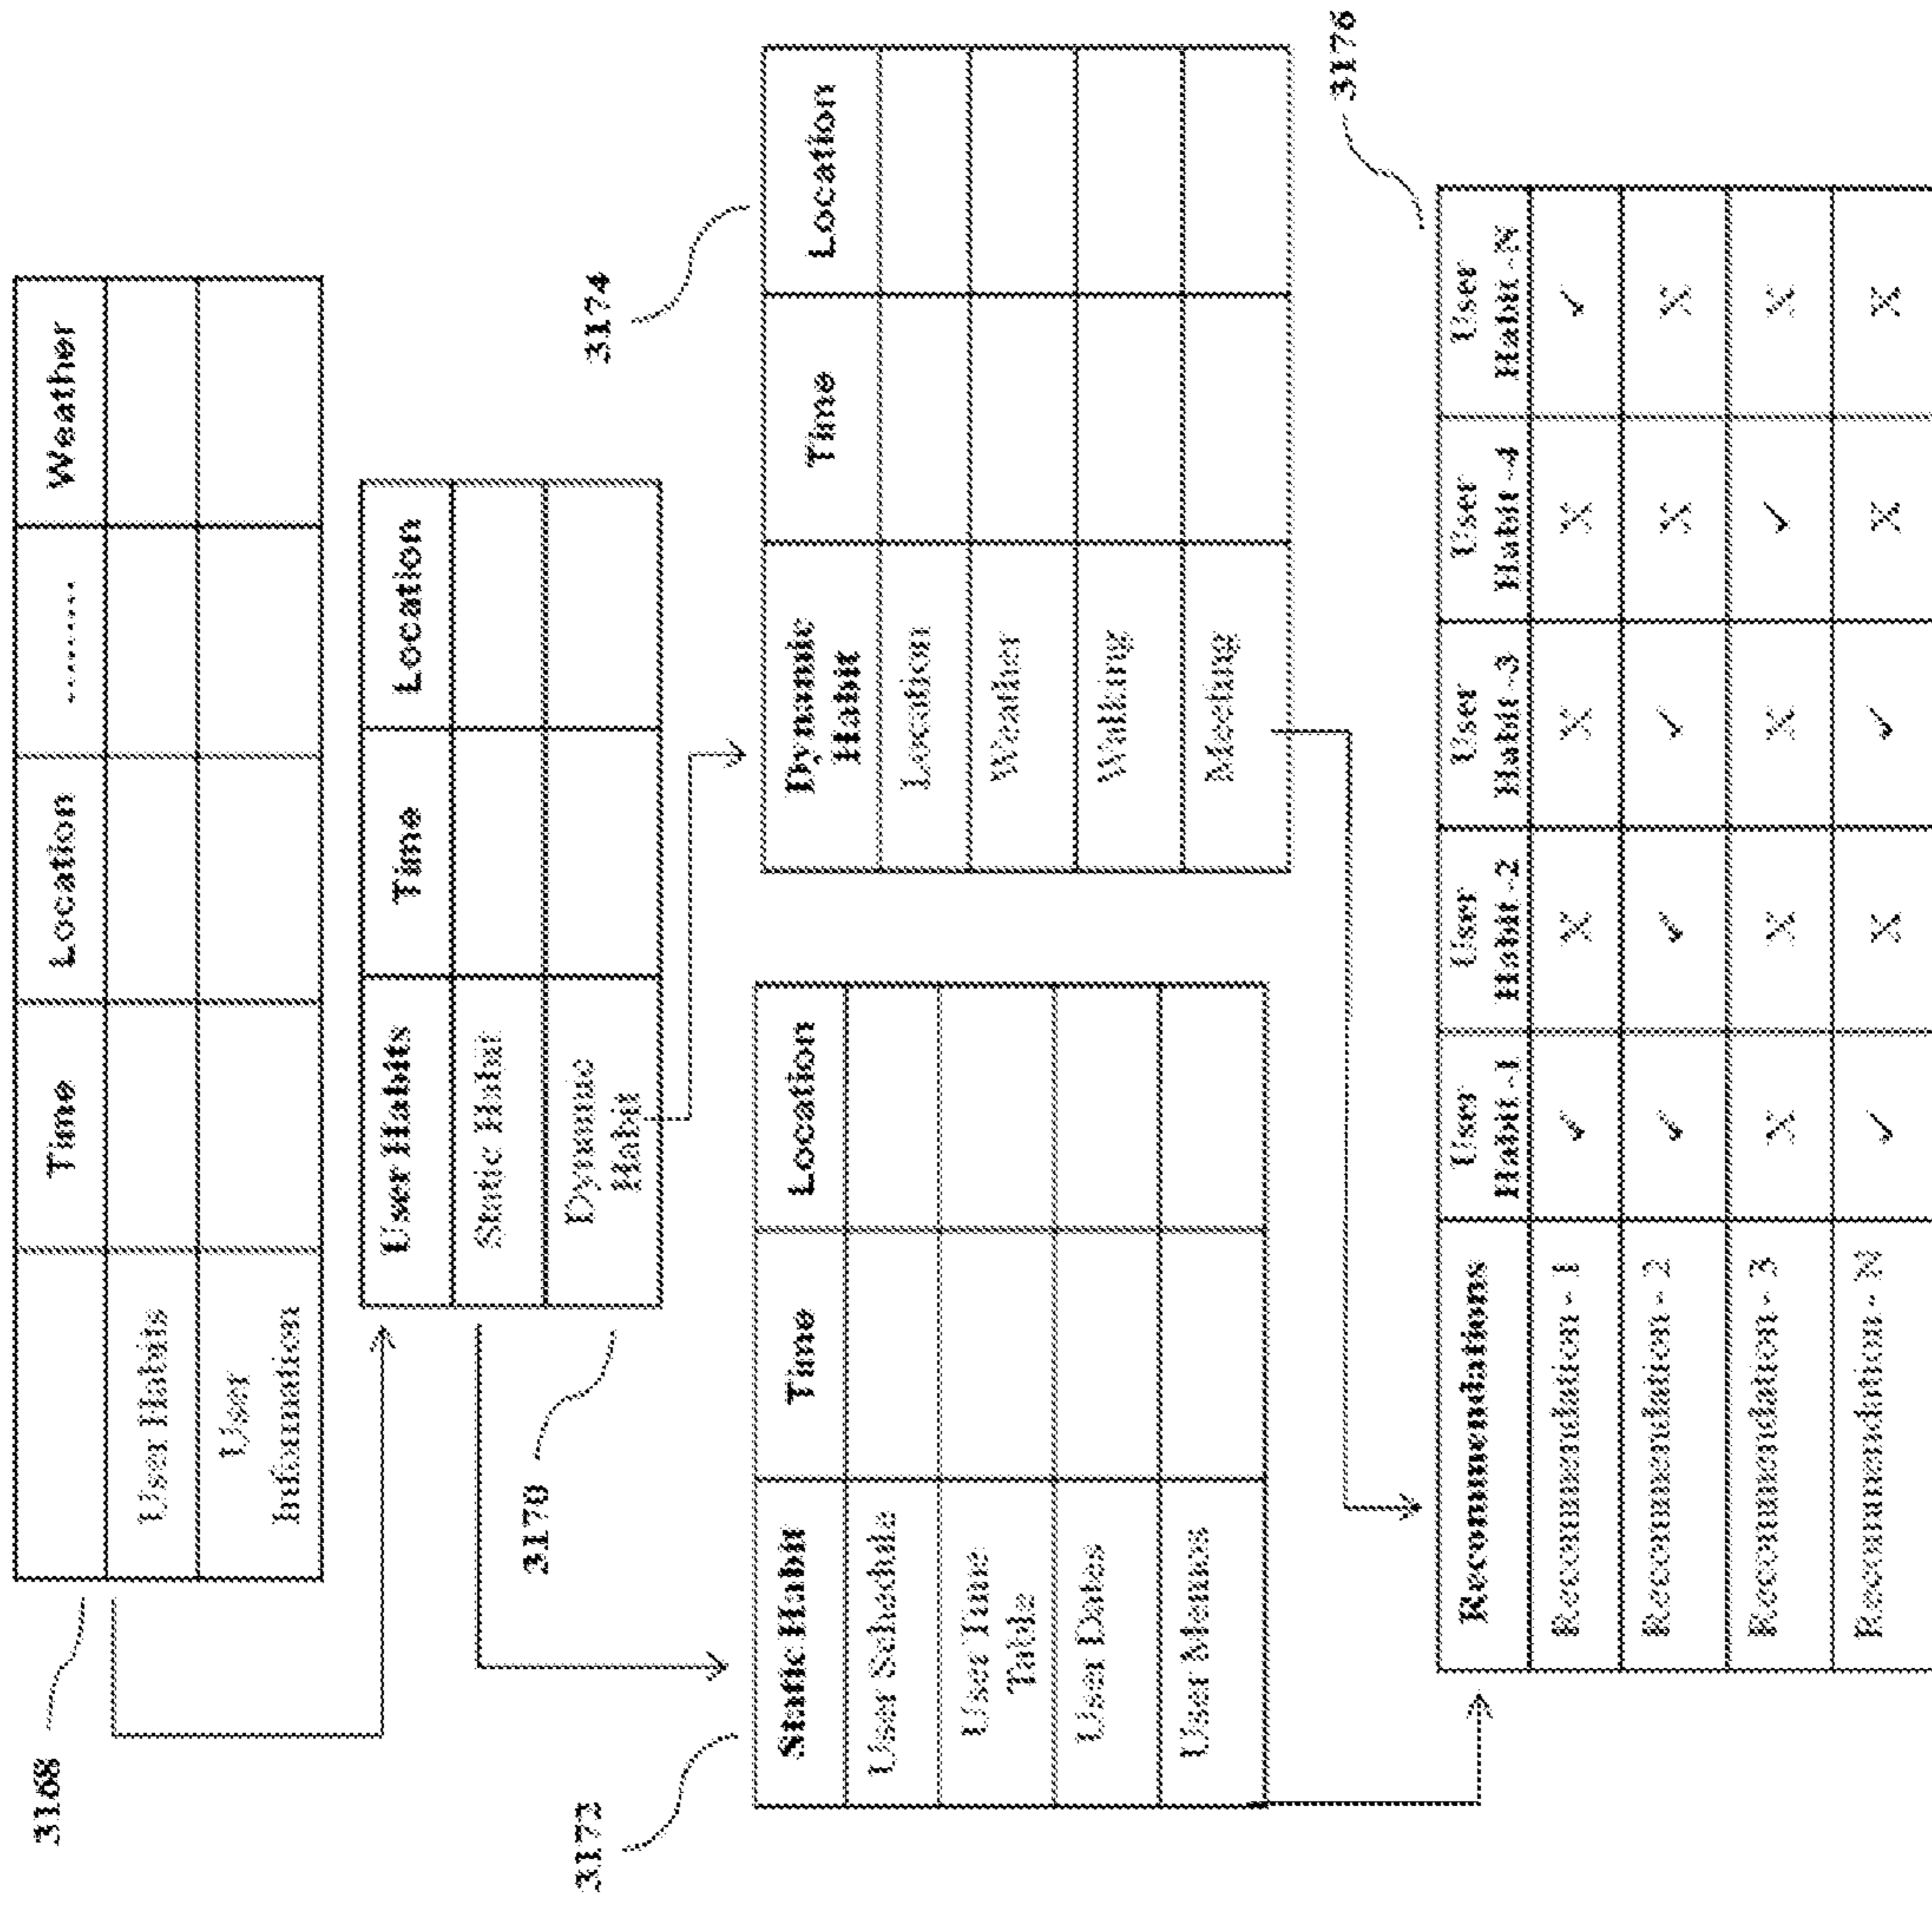 3168
Time Location ......... Weather
User Habits
User
Information
User Habits Time Location
Static Habit
Dynamic
Habit
3170
3172
3174
Static Habit Time Location
User Schedule
User Time
Table
User Dates
User Memos
Dynamic
Habit
Time Location
Location
Weather
Walking
Meeting
3176
Recommendations
User
Habit -1
User
Habit -2
User
Habit -3
User
Habit -4
User
Habit -N
Recommendation - 1 ✓ X X X ✓
Recommendation - 2 ✓ ✓ ✓ X X
Recommendation - 3 X X X ✓ X
Recommendation - N ✓ X ✓ X X